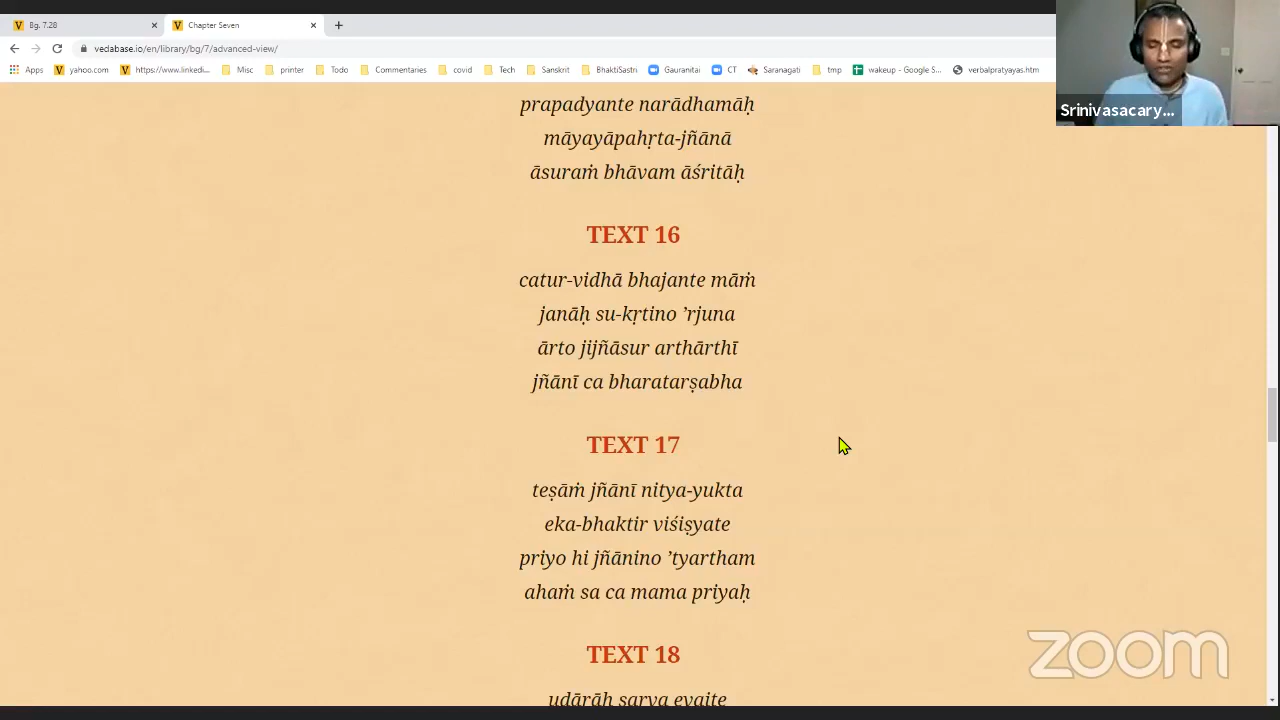 Bg. 7.28
Chapter Seven
vedabase.io/en/library/bg/7/advanced-view/
Apps yahoo.com https://www.linkedi... Misc printer Todo Commentaries covid Tech Sanskrit BhaktiSastri Gauranitai CT Saranagati tmp wakeup - Google S... verbalpratyayas.htm
Srinivasacary...
prapadyante narādhamāḥ
māyayāpahṛta-jñānā
āsuraṁ bhāvam āśritāḥ
TEXT 16
catur-vidhā bhajante māṁ
janāḥ su-kṛtino ’rjuna
ārto jijñāsur arthārthī
jñānī ca bharatarṣabha
TEXT 17
teṣāṁ jñānī nitya-yukta
eka-bhaktir viśiṣyate
priyo hi jñānino ’tyartham
ahaṁ sa ca mama priyaḥ
TEXT 18
udārāḥ sarva evaite
zoom